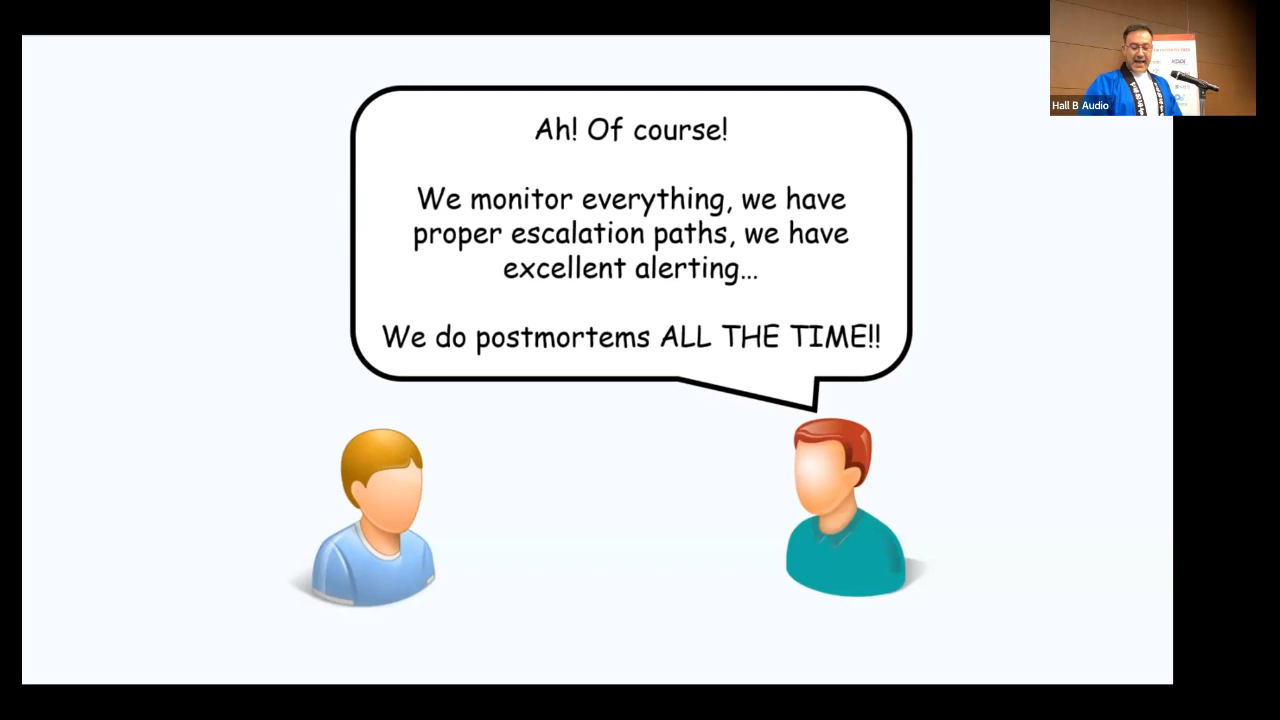 Ah! Of course!
We monitor everything, we have
proper escalation paths, we have
excellent alerting...
We do postmortems ALL THE TIME!!
Hall B Audio